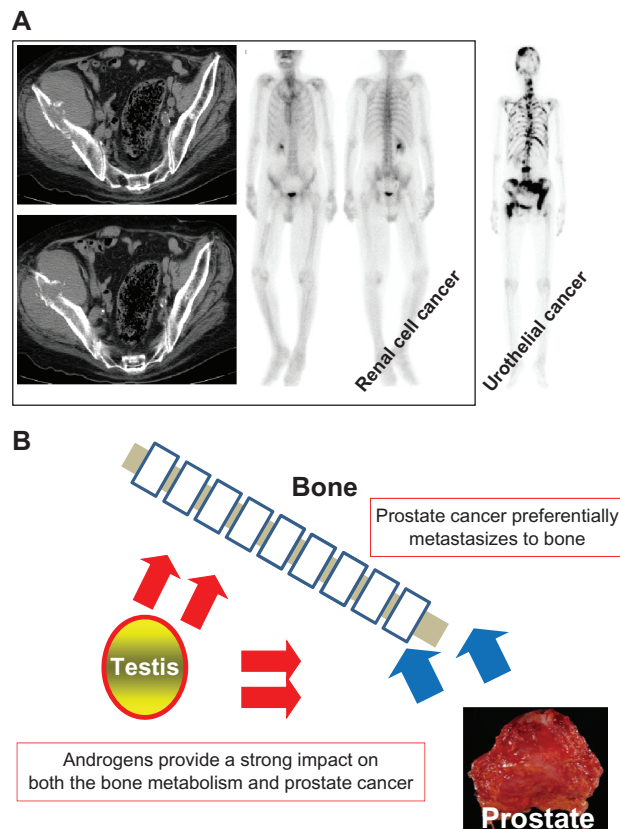 A
Renal cell cancer
Urothelial cancer
B
Bone
Prostate cancer preferentially
metastasizes to bone
Testis
Androgens provide a strong impact on
both the bone metabolism and prostate cancer
Prostate